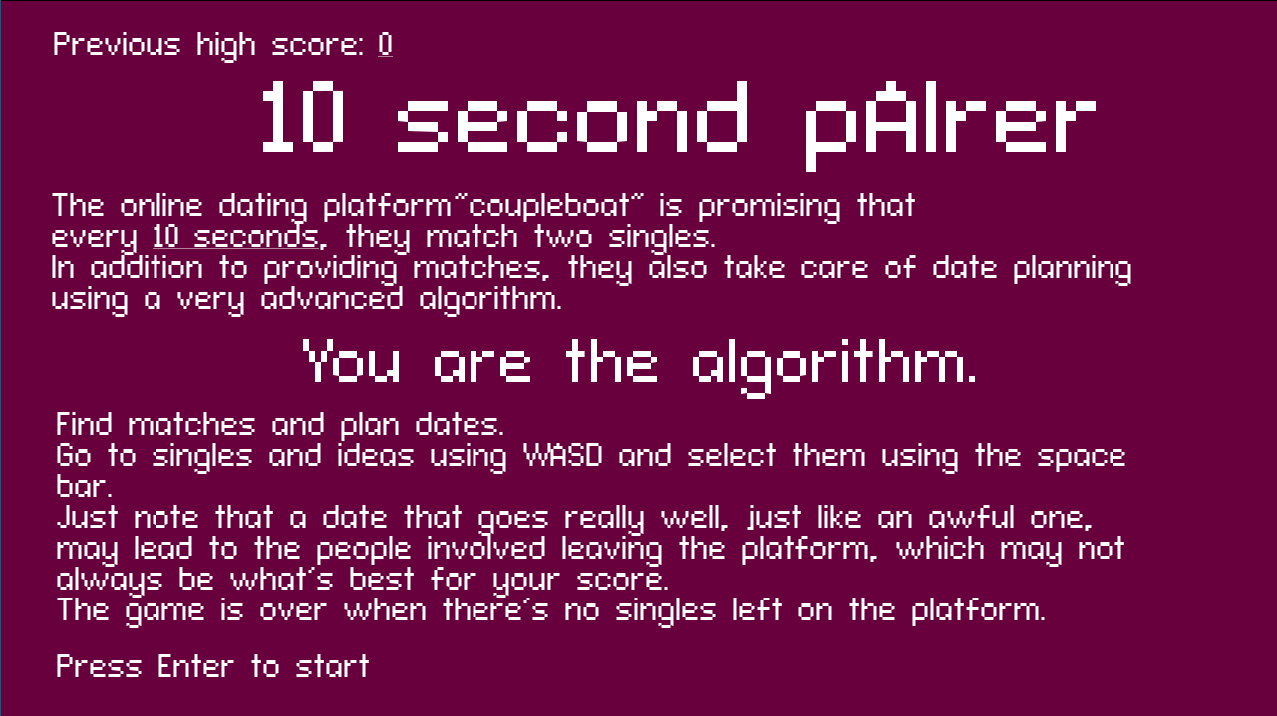 Previous high score: 0
10 second pAIrer
The online dating platform"coupleboat" is promising that
every 10 seconds, they match two singles.
In addition to providing matches, they also take care of date planning
using a very advanced algorithm.
You are the algorithm.
Find matches and plan dates.
Go to singles and ideas using WASD and select them using the space
bar.
Just note that a date that goes really well, just like an awful one,
may lead to the people involved leaving the platform, which may not
always be what's best for your score.
The game is over when there's no singles left on the platform.
Press Enter to start